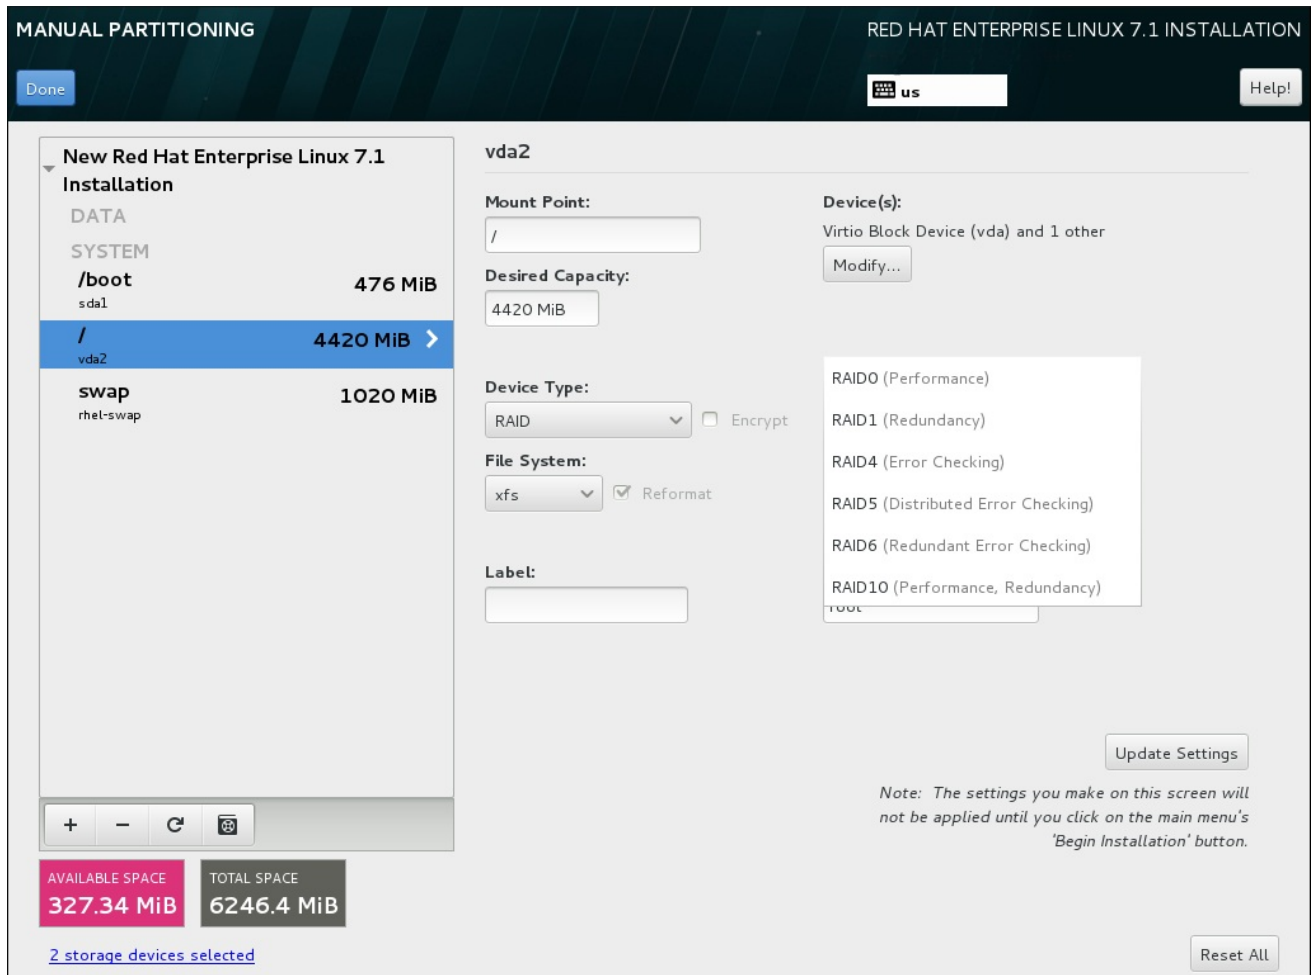 MANUAL PARTITIONING
RED HAT ENTERPRISE LINUX 7.1 INSTALLATION
Done
us
Help!
New Red Hat Enterprise Linux 7.1
Installation
DATA
SYSTEM
/boot
476 MiB
sda1
/
4420 MiB
vda2
swap
1020 MiB
rhel-swap
vda2
Mount Point:
/
Desired Capacity:
4420 MiB
Device(s):
Virtio Block Device (vda) and 1 other
Modify...
Device Type:
RAID
Encrypt
File System:
xfs
Reformat
Label:
RAID0 (Performance)
RAID1 (Redundancy)
RAID4 (Error Checking)
RAID5 (Distributed Error Checking)
RAID6 (Redundant Error Checking)
RAID10 (Performance, Redundancy)
root
Update Settings
Note: The settings you make on this screen will
not be applied until you click on the main menu's
'Begin Installation' button.
+ −
AVAILABLE SPACE
327.34 MiB
TOTAL SPACE
6246.4 MiB
2 storage devices selected
Reset All